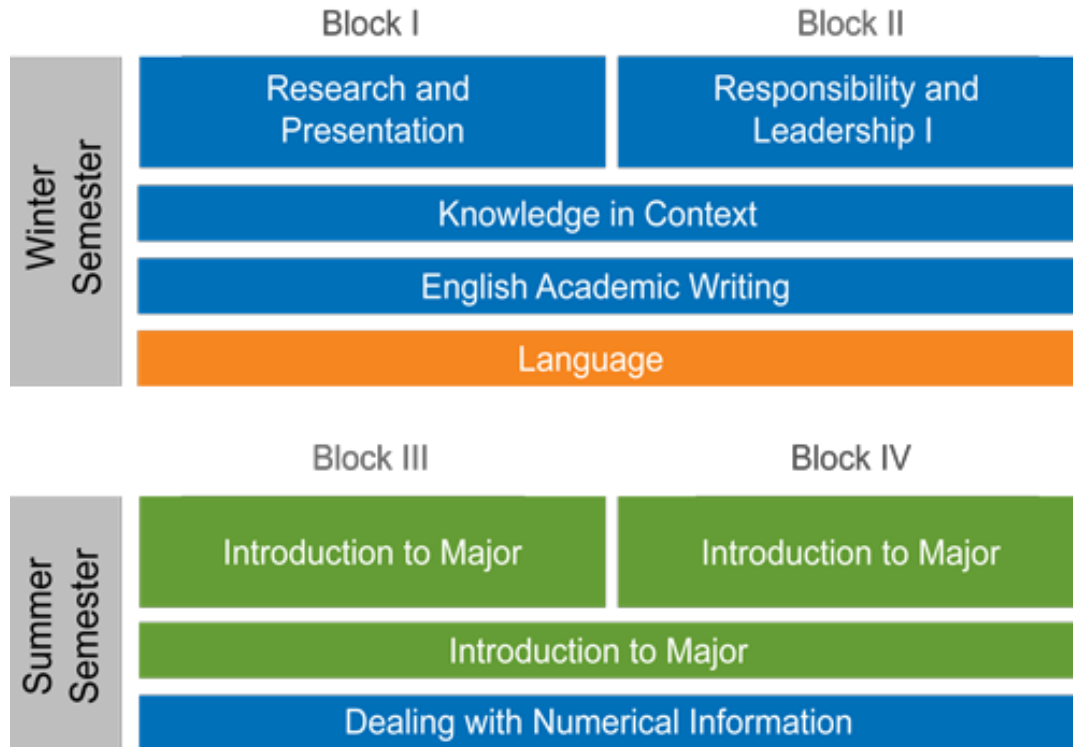 Block I
Block II
Winter
Semester
Research and
Presentation
Responsibility and
Leadership I
Knowledge in Context
English Academic Writing
Language
Block III
Block IV
Summer
Semester
Introduction to Major
Introduction to Major
Introduction to Major
Dealing with Numerical Information